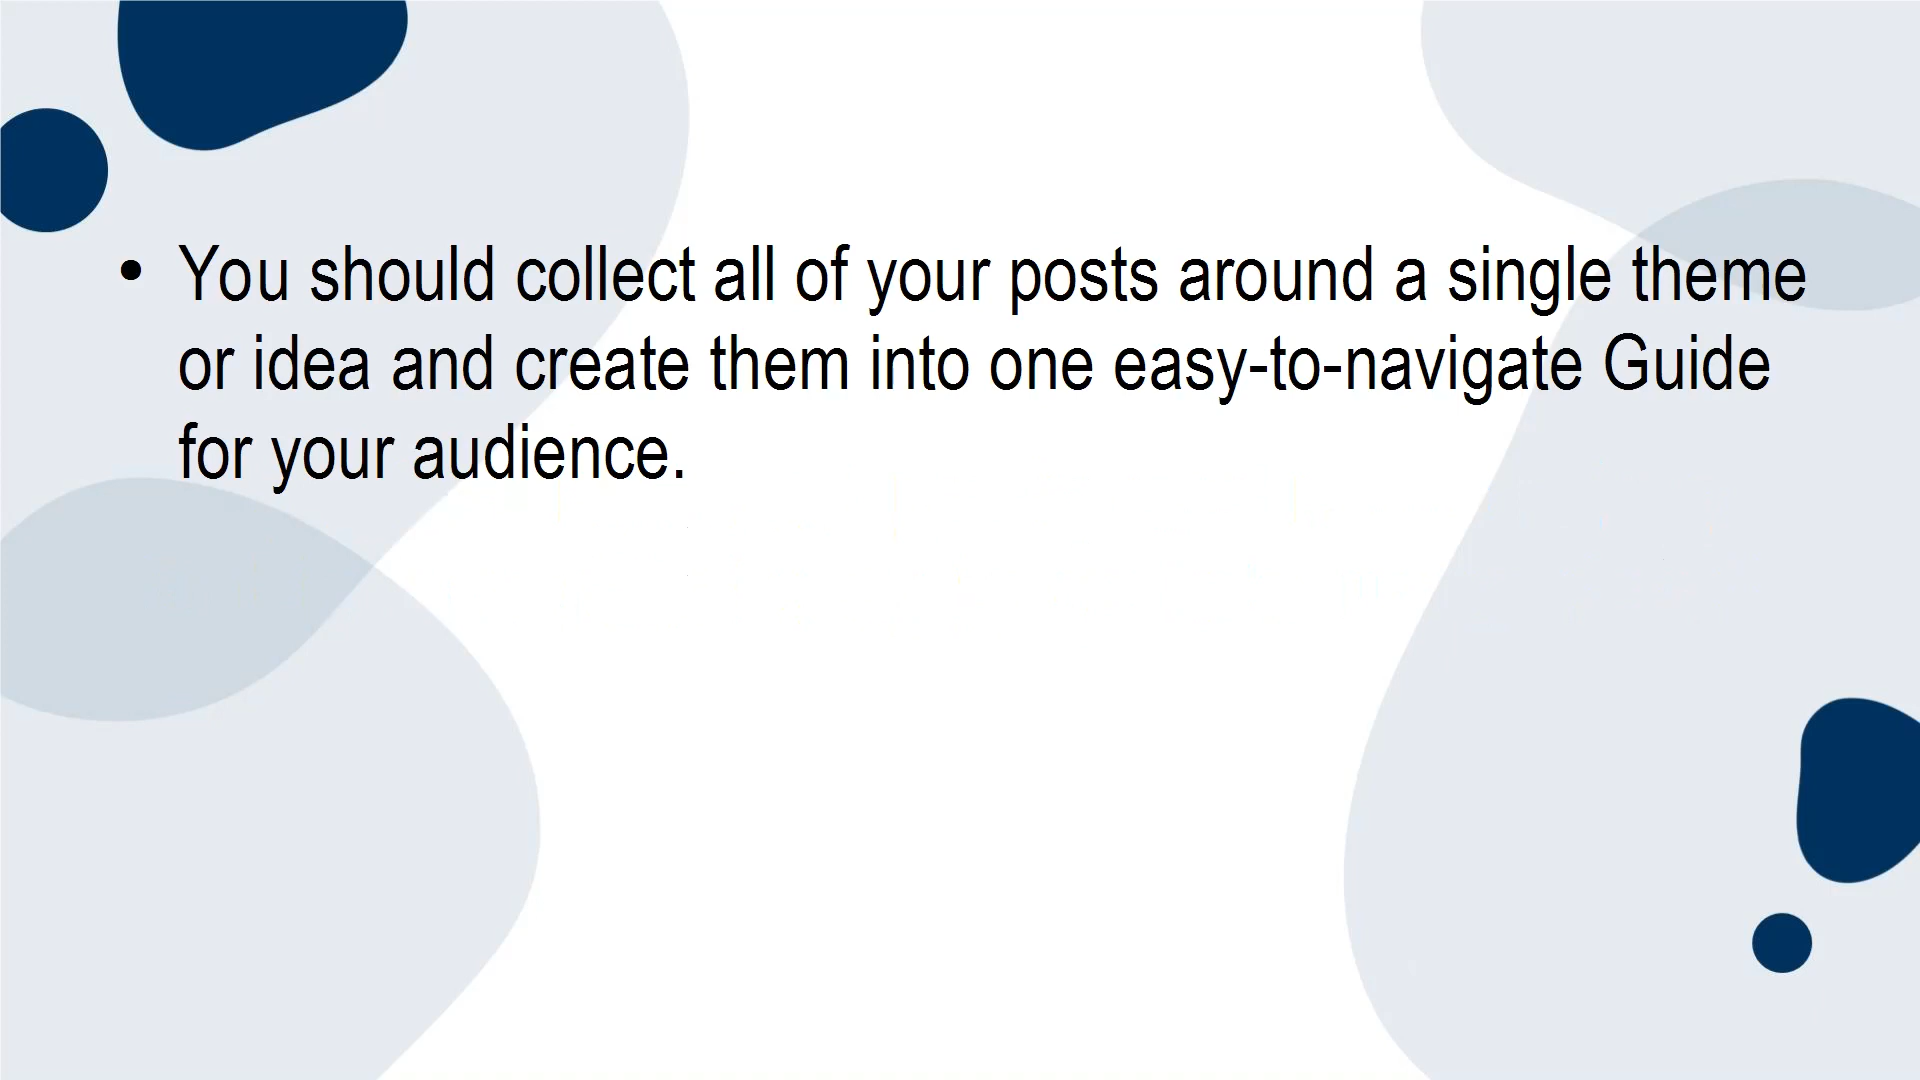 • You should collect all of your posts around a single theme
or idea and create them into one easy-to-navigate Guide
for your audience.